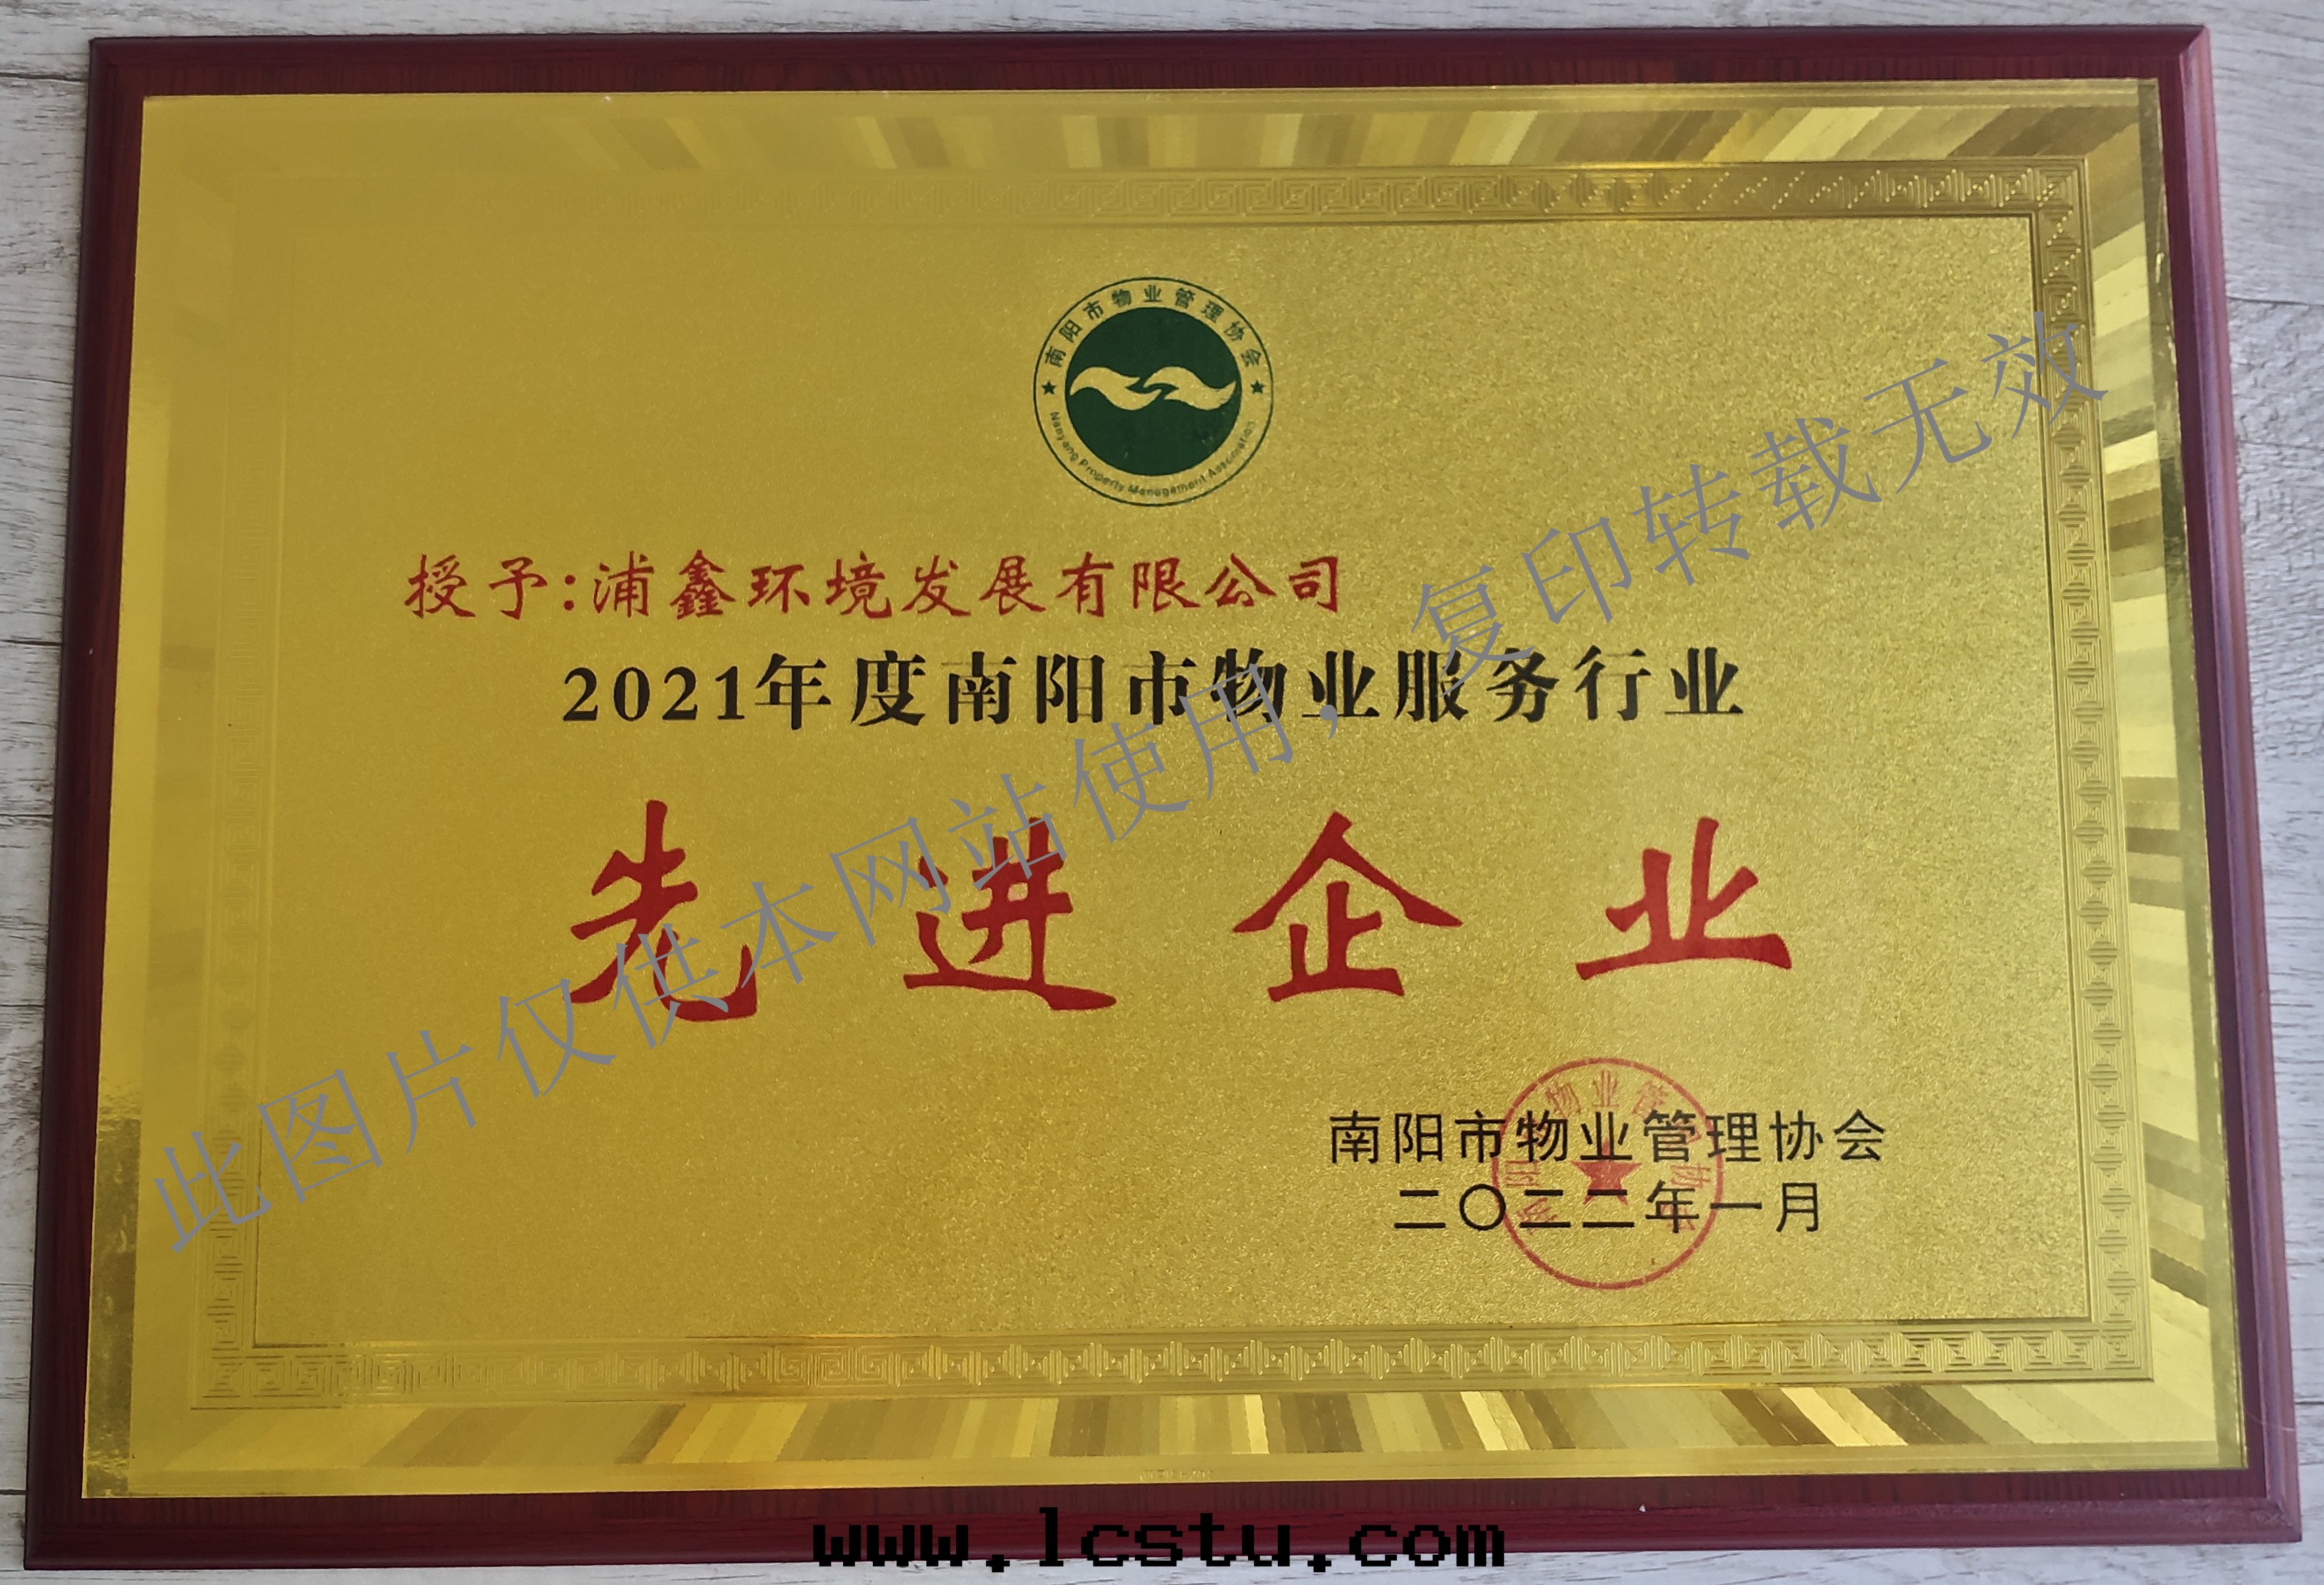 南阳市物业管理协会
Nanyang Property Management Association
授予:浦鑫环境发展有限公司
2021年度南阳市物业服务行业
先进企业
南阳市物业管理协会
二〇二二年一月
此图片仅供本网站使用，复印转载无效
www.lcstu.com